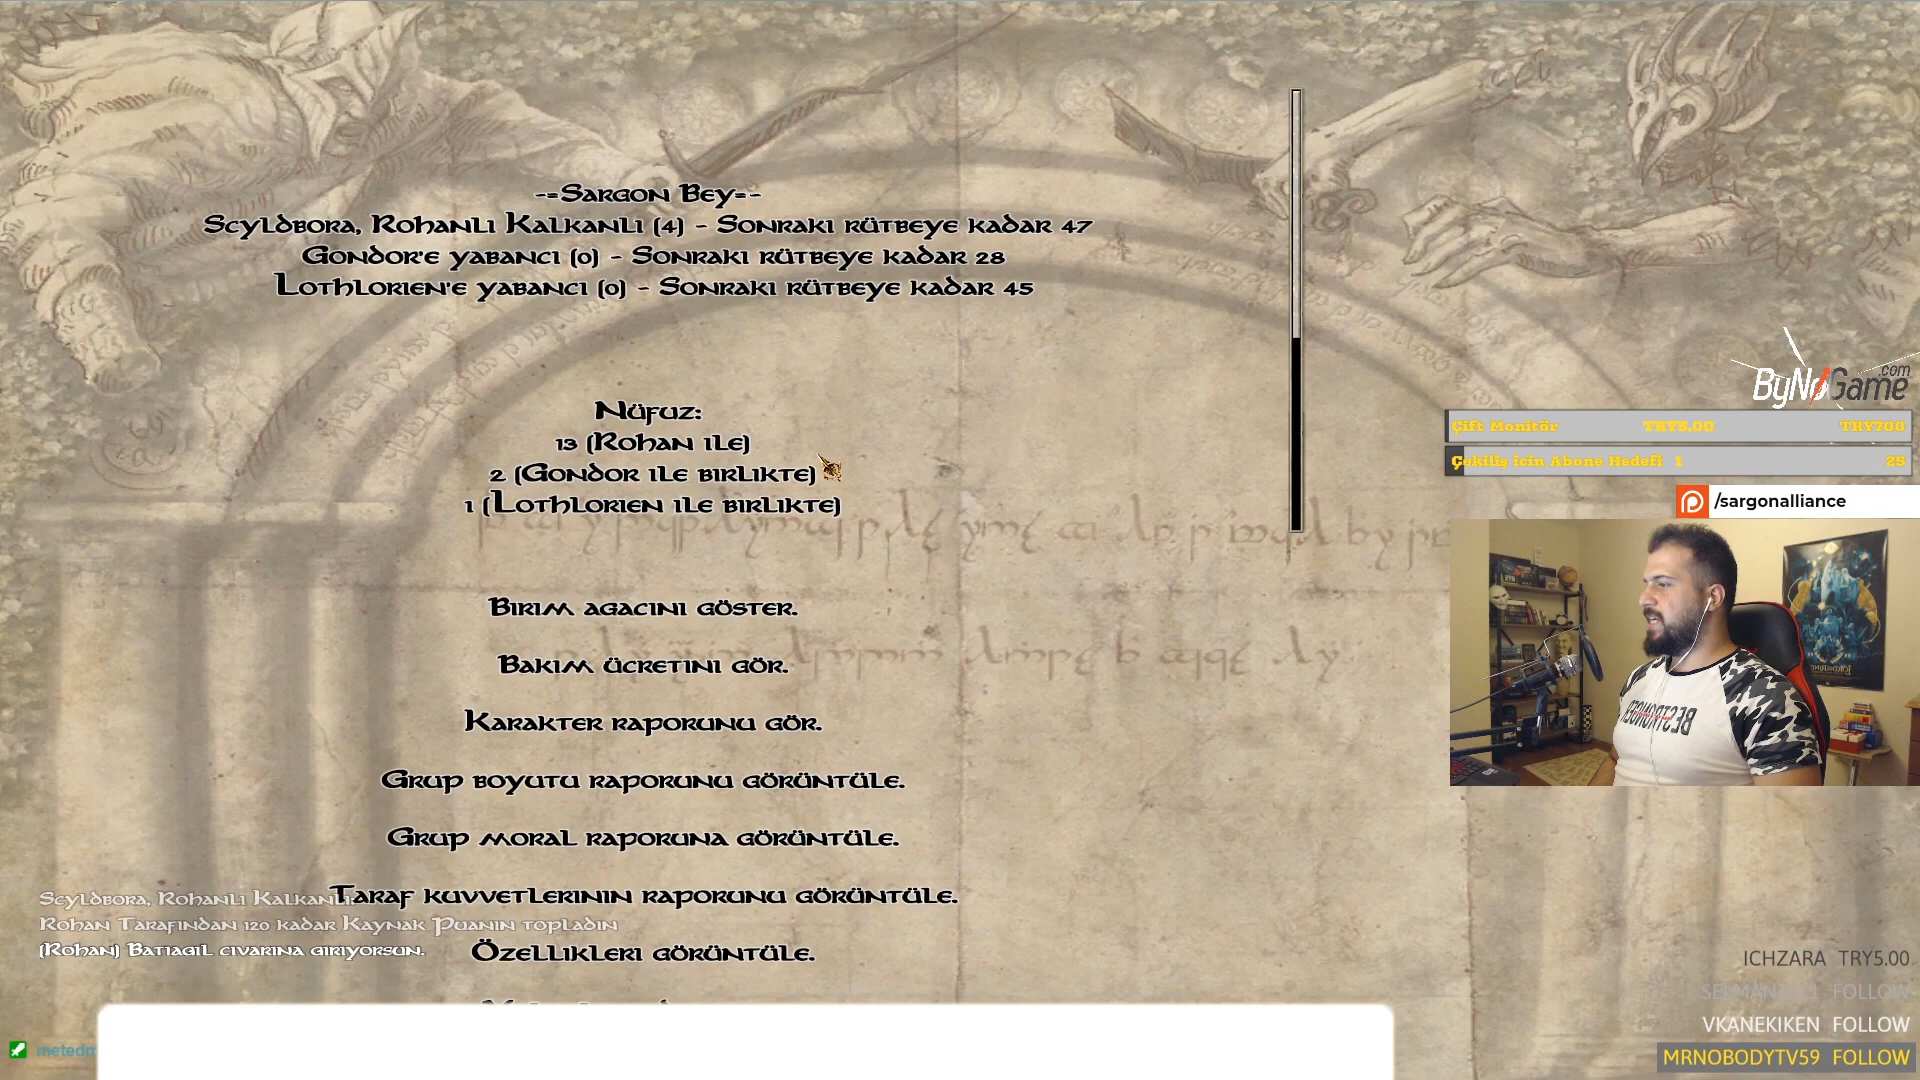 -=Sargon Bey=-
Scyldbora, Rohanlı Kalkanlı (4) - Sonraki rütbeye kadar 47
Gondor'e yabancı (0) - Sonraki rütbeye kadar 28
Lothlorien'e yabancı (0) - Sonraki rütbeye kadar 45
Nüfuz:
13 (Rohan ile)
2 (Gondor ile birlikte)
1 (Lothlorien ile birlikte)
Birim agacini göster.
Bakım ücretini gör.
Karakter raporunu gör.
Grup boyutu raporunu görüntüle.
Grup moral raporuna görüntüle.
Taraf kuvvetlerinin raporunu görüntüle.
Özellikleri görüntüle.
Scyldbora, Rohanlı
Rohan Tarafından 120 kadar Kaynak Puanın topladın
(Rohan) Batıagıl civarına giriyorsun.
ByNoGame.com
Çift Monitör TRY5.00 TRY700
Çekiliş için Abone Hedefi 1 25
/sargonalliance
ICHZARA TRY5.00
FOLLOW
VKANEKIKEN FOLLOW
MRNOBODYTV59 FOLLOW